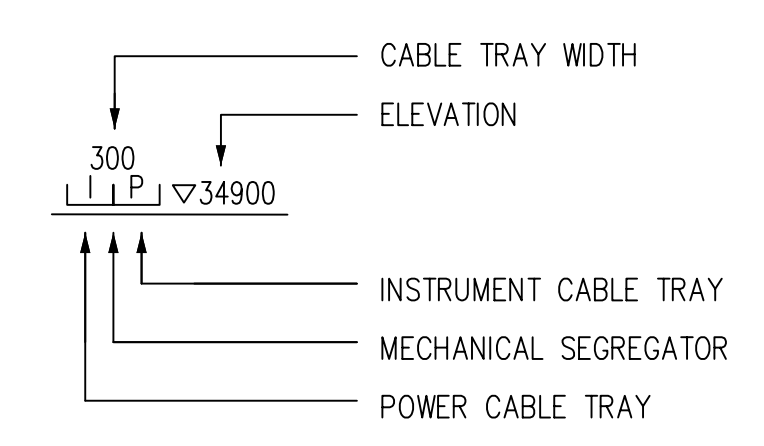 CABLE TRAY WIDTH
ELEVATION
300
I P ▽34900
INSTRUMENT CABLE TRAY
MECHANICAL SEGREGATOR
POWER CABLE TRAY